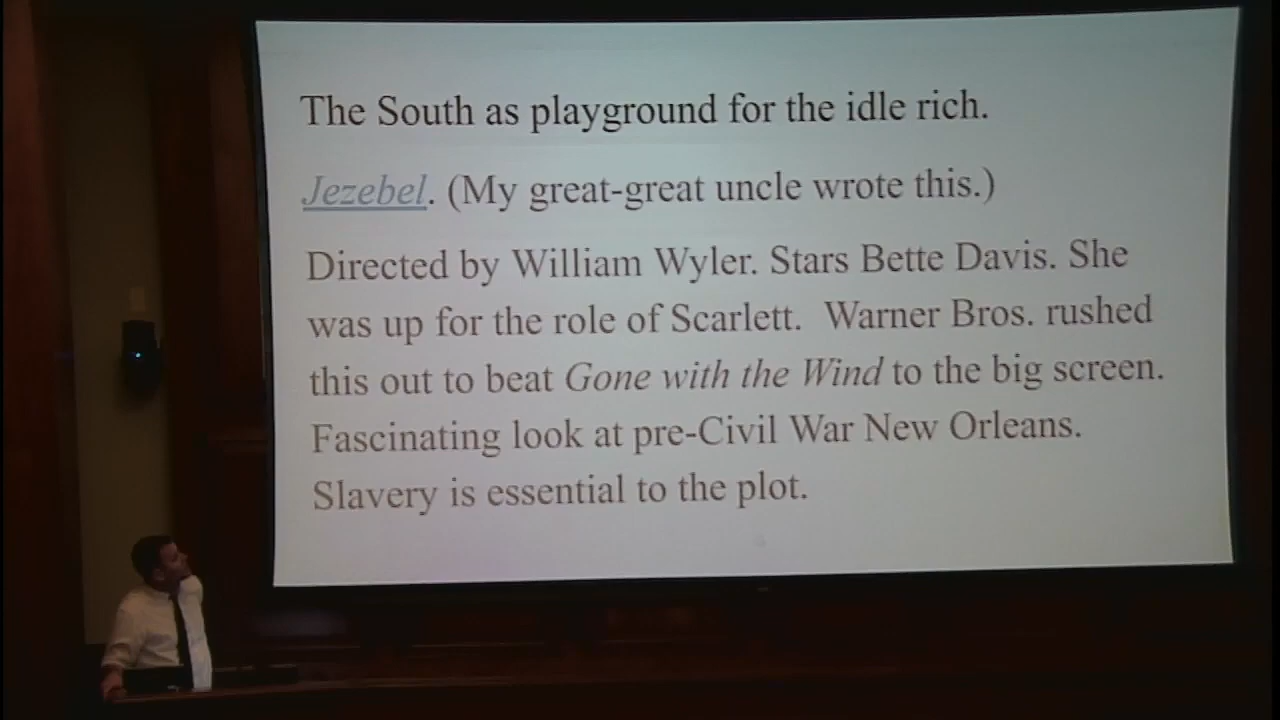 The South as playground for the idle rich.
Jezebel. (My great-great uncle wrote this.)
Directed by William Wyler. Stars Bette Davis. She
was up for the role of Scarlett.  Warner Bros. rushed
this out to beat Gone with the Wind to the big screen.
Fascinating look at pre-Civil War New Orleans.
Slavery is essential to the plot.